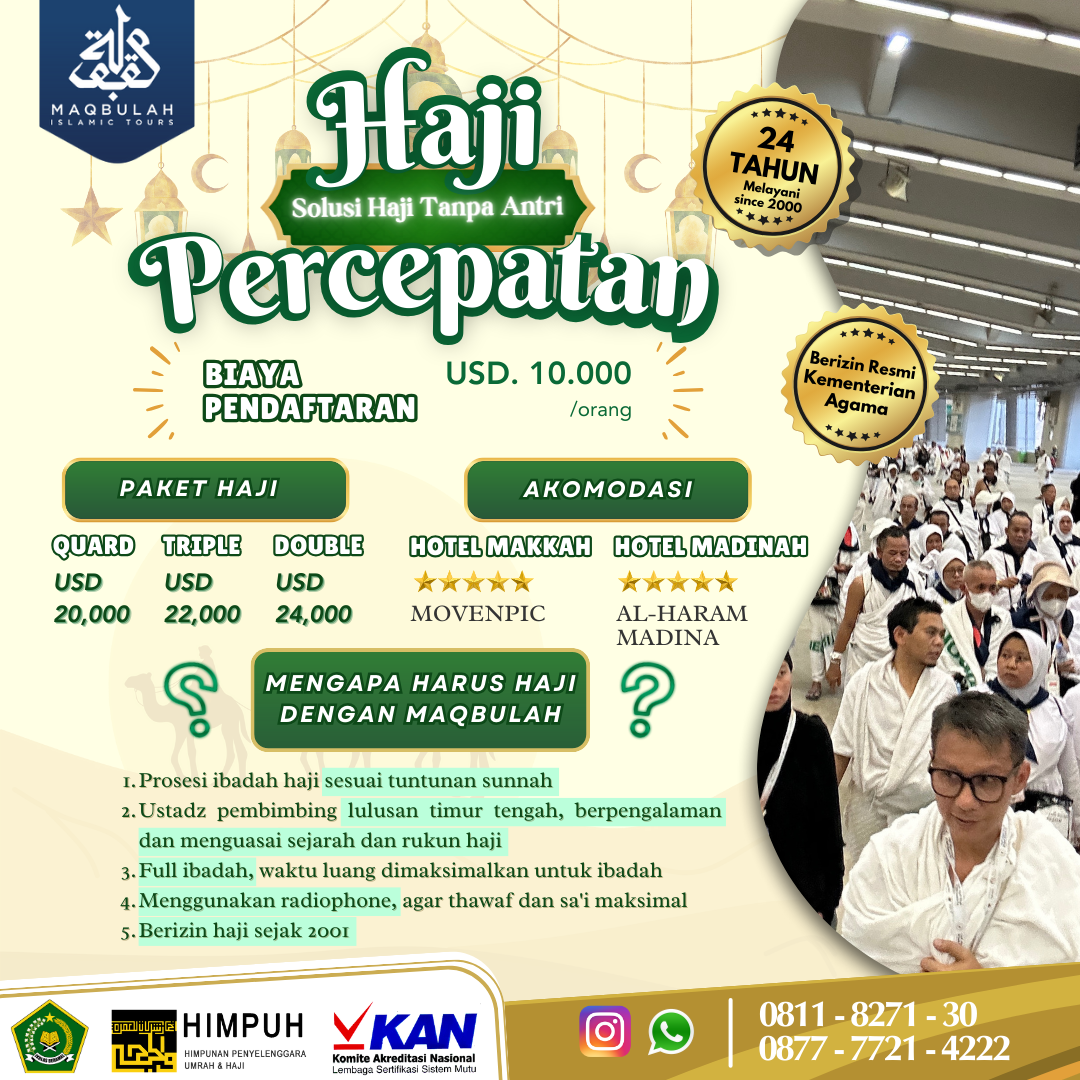 MAQBULAH
ISLAMIC TOURS
Haji
Solusi Haji Tanpa Antri
Percepatan
24
TAHUN
Melayani
since 2000
Berizin Resmi
Kementerian
Agama
BIAYA
PENDAFTARAN
USD. 10.000
/orang
PAKET HAJI
QUARD TRIPLE DOUBLE
USD USD USD
20,000 22,000 24,000
AKOMODASI
HOTEL MAKKAH HOTEL MADINAH
MOVENPIC AL-HARAM
MADINA
? MENGAPA HARUS HAJI ?
DENGAN MAQBULAH
1. Prosesi ibadah haji sesuai tuntunan sunnah
2. Ustadz pembimbing lulusan timur tengah, berpengalaman
dan menguasai sejarah dan rukun haji
3. Full ibadah, waktu luang dimaksimalkan untuk ibadah
4. Menggunakan radiophone, agar thawaf dan sa'i maksimal
5. Berizin haji sejak 2001
HIMPUH
HIMPUNAN PENYELENGGARA
UMRAH & HAJI
KAN
Komite Akreditasi Nasional
Lembaga Sertifikasi Sistem Mutu
0811 - 8271 - 30
0877 - 7721 - 4222